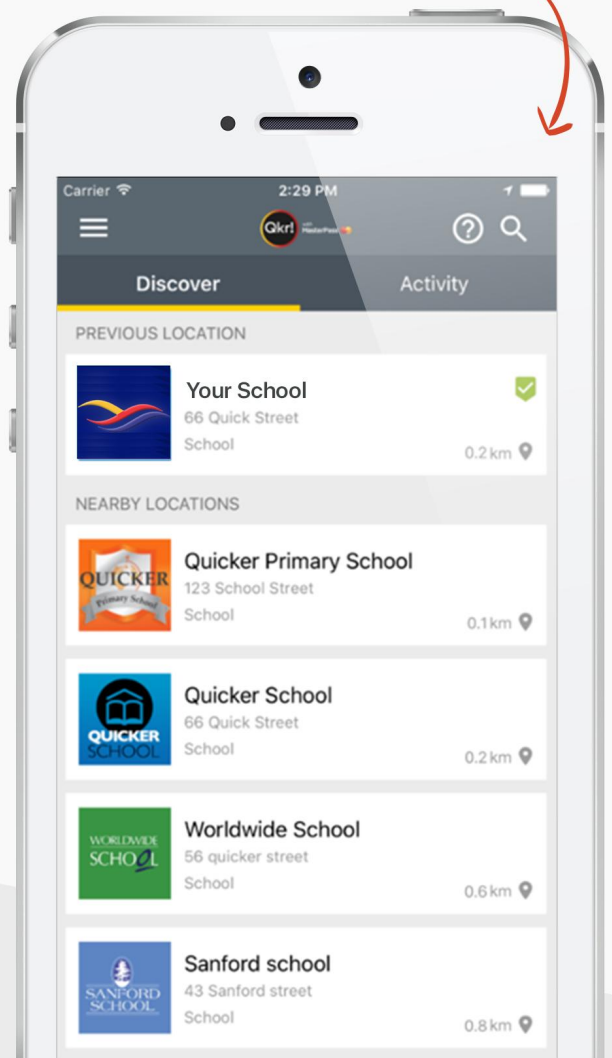 Carrier 2:29 PM
Qkr! with MasterPass
Discover Activity
PREVIOUS LOCATION
Your School
66 Quick Street
School
0.2 km
NEARBY LOCATIONS
QUICKER
Primary School
Quicker Primary School
123 School Street
School
0.1 km
QUICKER
SCHOOL
Quicker School
66 Quick Street
School
0.2 km
WORLDWIDE
SCHOOL
Worldwide School
56 quicker street
School
0.6 km
SANFORD
SCHOOL
Sanford school
43 Sanford street
School
0.8 km